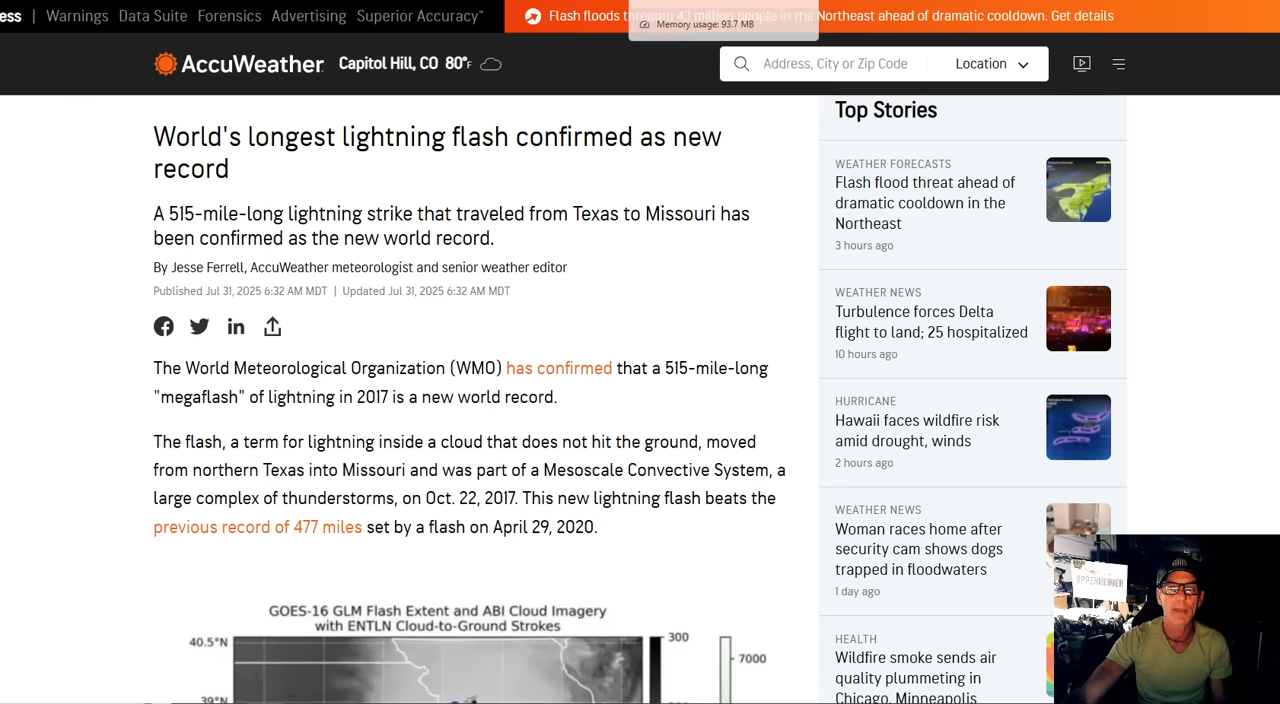 ess | Warnings Data Suite Forensics Advertising Superior Accuracy™
Flash floods threaten 43 million people in the Northeast ahead of dramatic cooldown. Get details
Memory usage: 93.7 MB
AccuWeather Capitol Hill, CO 80°F
Address, City or Zip Code
Location
World's longest lightning flash confirmed as new
record
A 515-mile-long lightning strike that traveled from Texas to Missouri has
been confirmed as the new world record.
By Jesse Ferrell, AccuWeather meteorologist and senior weather editor
Published Jul 31, 2025 6:32 AM MDT | Updated Jul 31, 2025 6:32 AM MDT
The World Meteorological Organization (WMO) has confirmed that a 515-mile-long
"megaflash" of lightning in 2017 is a new world record.
The flash, a term for lightning inside a cloud that does not hit the ground, moved
from northern Texas into Missouri and was part of a Mesoscale Convective System, a
large complex of thunderstorms, on Oct. 22, 2017. This new lightning flash beats the
previous record of 477 miles set by a flash on April 29, 2020.
GOES-16 GLM Flash Extent and ABI Cloud Imagery
with ENTLN Cloud-to-Ground Strokes
40.5°N
300
7000
39°N
Top Stories
WEATHER FORECASTS
Flash flood threat ahead of
dramatic cooldown in the
Northeast
3 hours ago
WEATHER NEWS
Turbulence forces Delta
flight to land; 25 hospitalized
10 hours ago
HURRICANE
Hawaii faces wildfire risk
amid drought, winds
2 hours ago
WEATHER NEWS
Woman races home after
security cam shows dogs
trapped in floodwaters
1 day ago
HEALTH
Wildfire smoke sends air
quality plummeting in
Chicago, Minneapolis